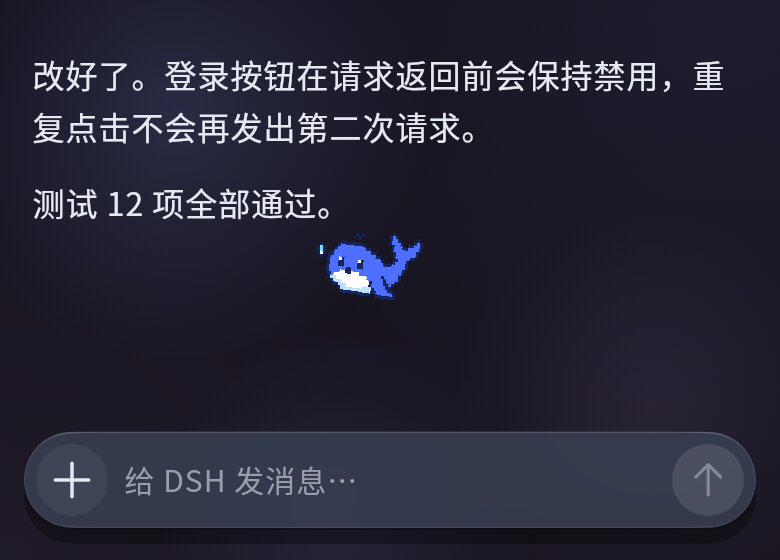 改好了。登录按钮在请求返回前会保持禁用，重
复点击不会再发出第二次请求。
测试 12 项全部通过。
给 DSH 发消息…